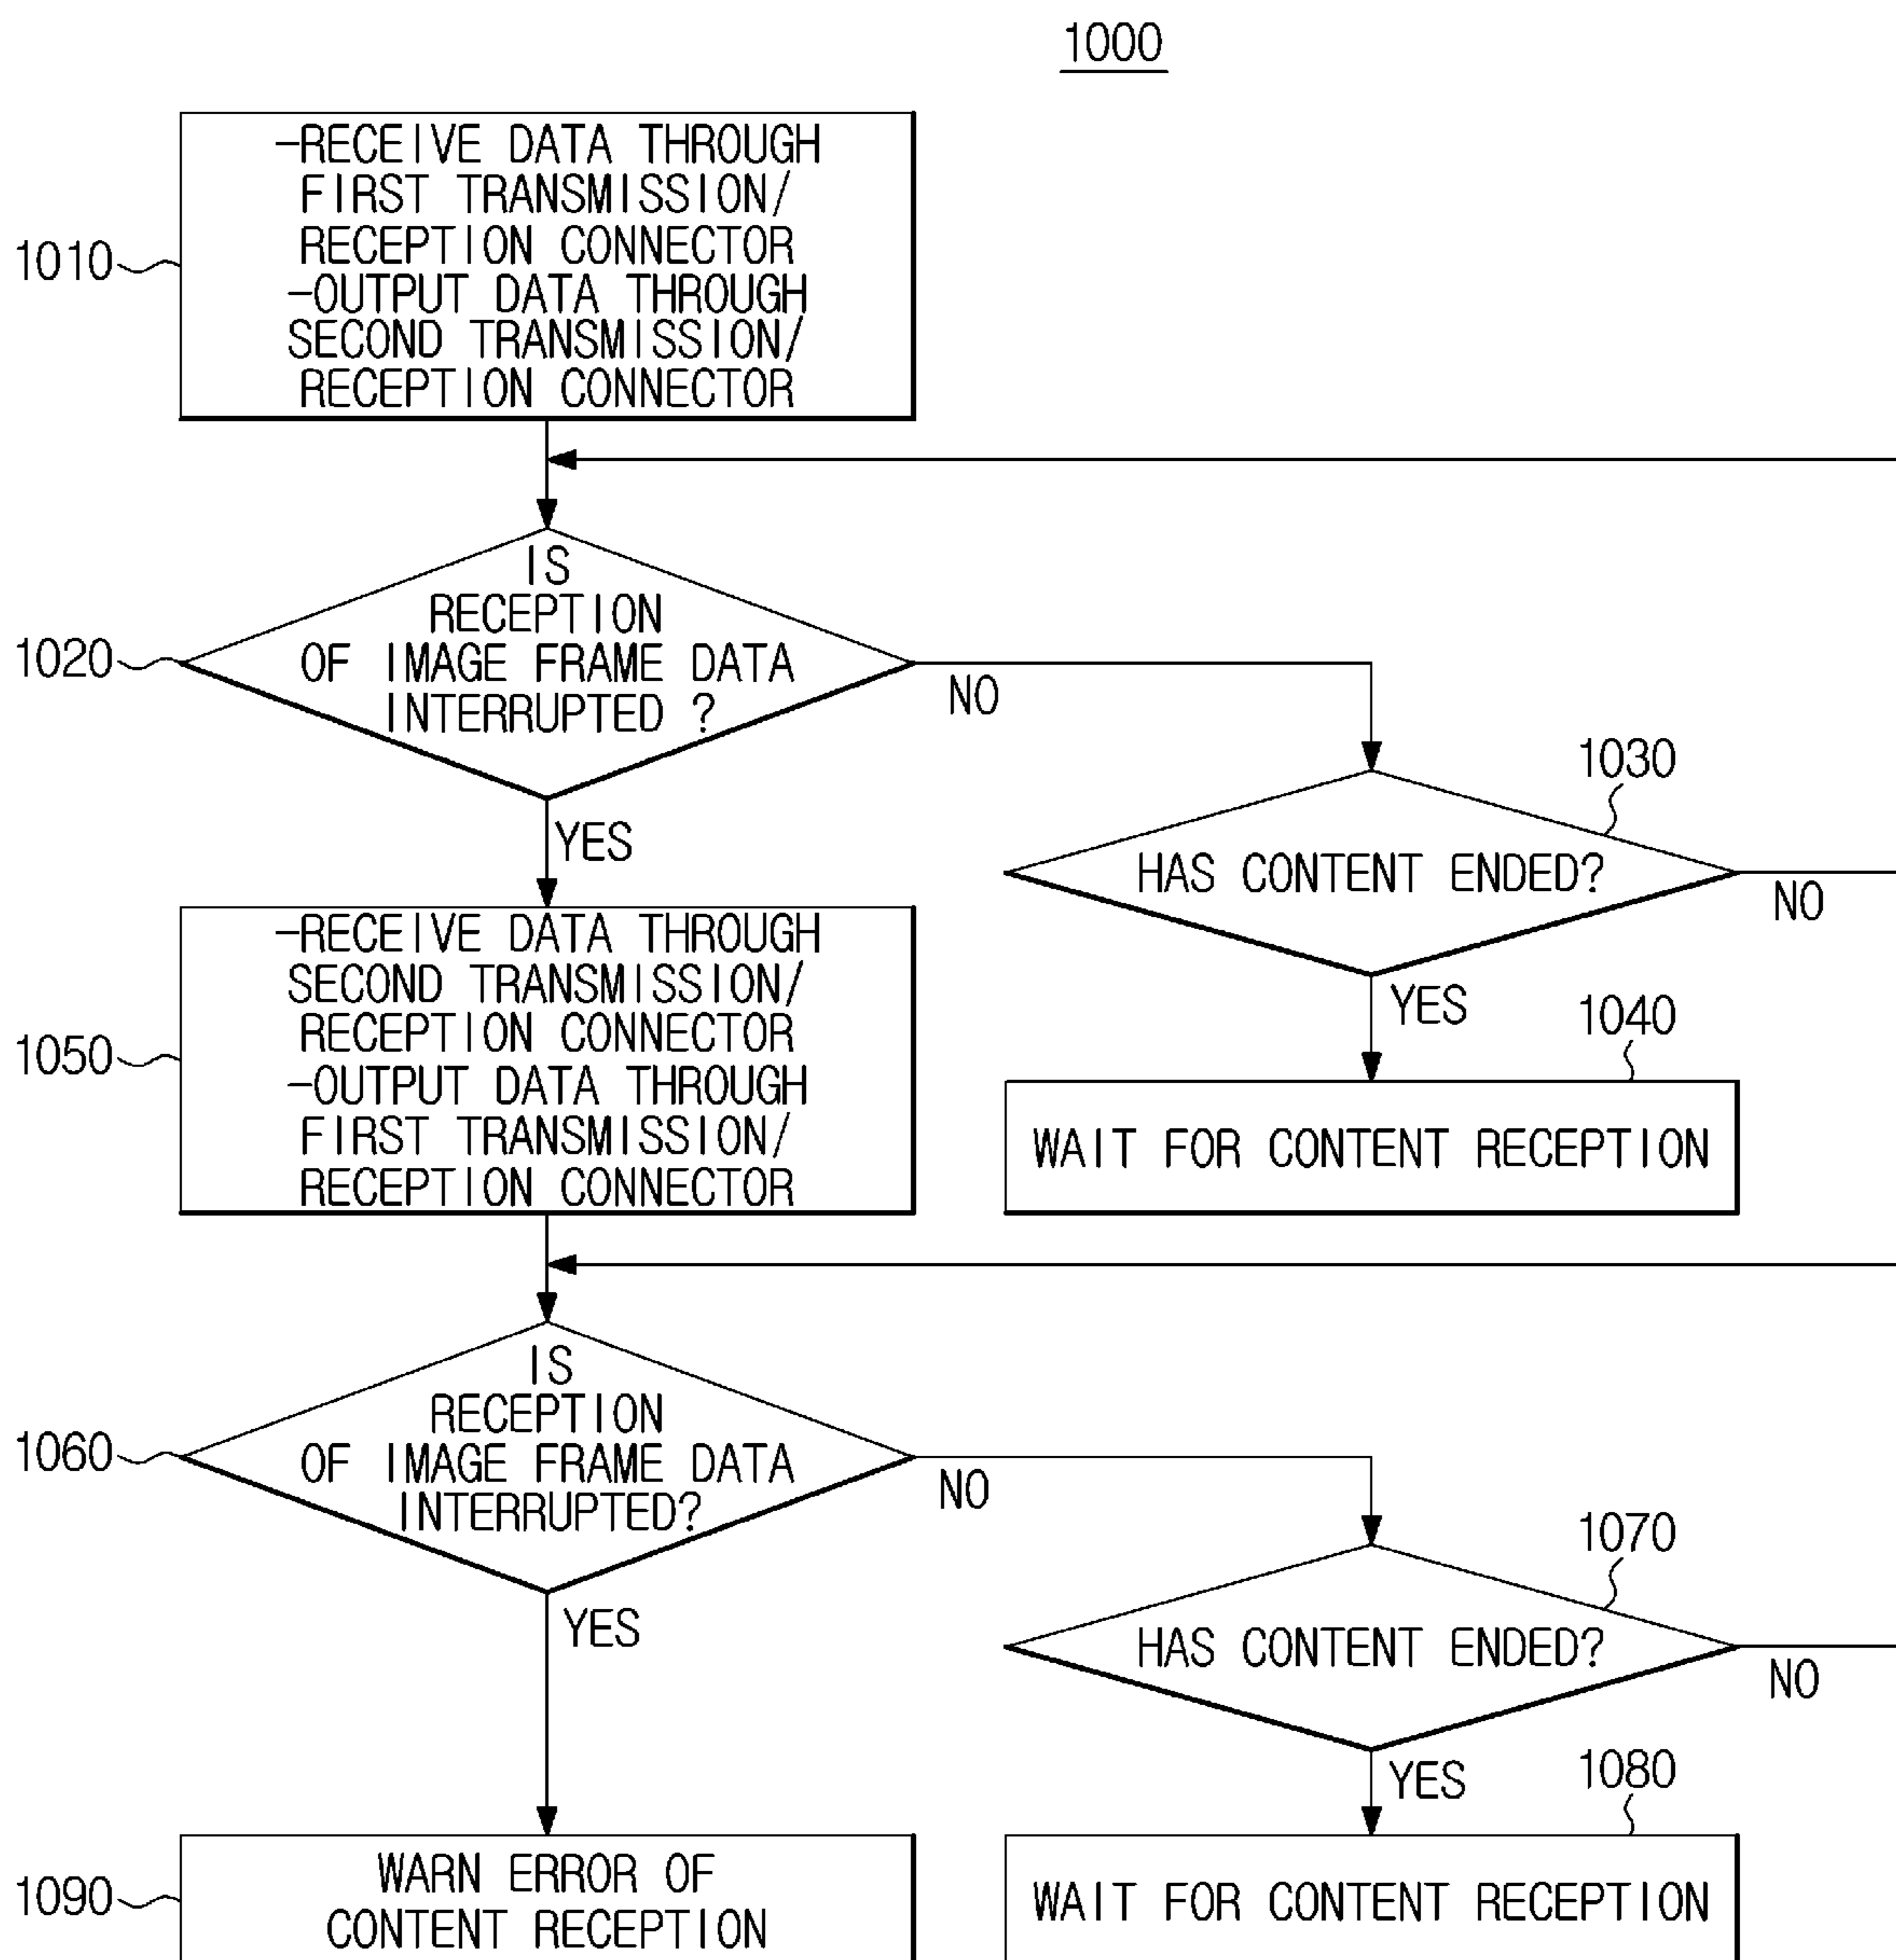 1000
-RECEIVE DATA THROUGH
FIRST TRANSMISSION/
RECEPTION CONNECTOR
-OUTPUT DATA THROUGH
SECOND TRANSMISSION/
RECEPTION CONNECTOR
1010
IS
RECEPTION
OF IMAGE FRAME DATA
INTERRUPTED ?
1020
NO
YES
1030
HAS CONTENT ENDED?
NO
YES
1040
WAIT FOR CONTENT RECEPTION
-RECEIVE DATA THROUGH
SECOND TRANSMISSION/
RECEPTION CONNECTOR
-OUTPUT DATA THROUGH
FIRST TRANSMISSION/
RECEPTION CONNECTOR
1050
IS
RECEPTION
OF IMAGE FRAME DATA
INTERRUPTED?
1060
NO
YES
1070
HAS CONTENT ENDED?
NO
YES
1080
WAIT FOR CONTENT RECEPTION
1090
WARN ERROR OF
CONTENT RECEPTION